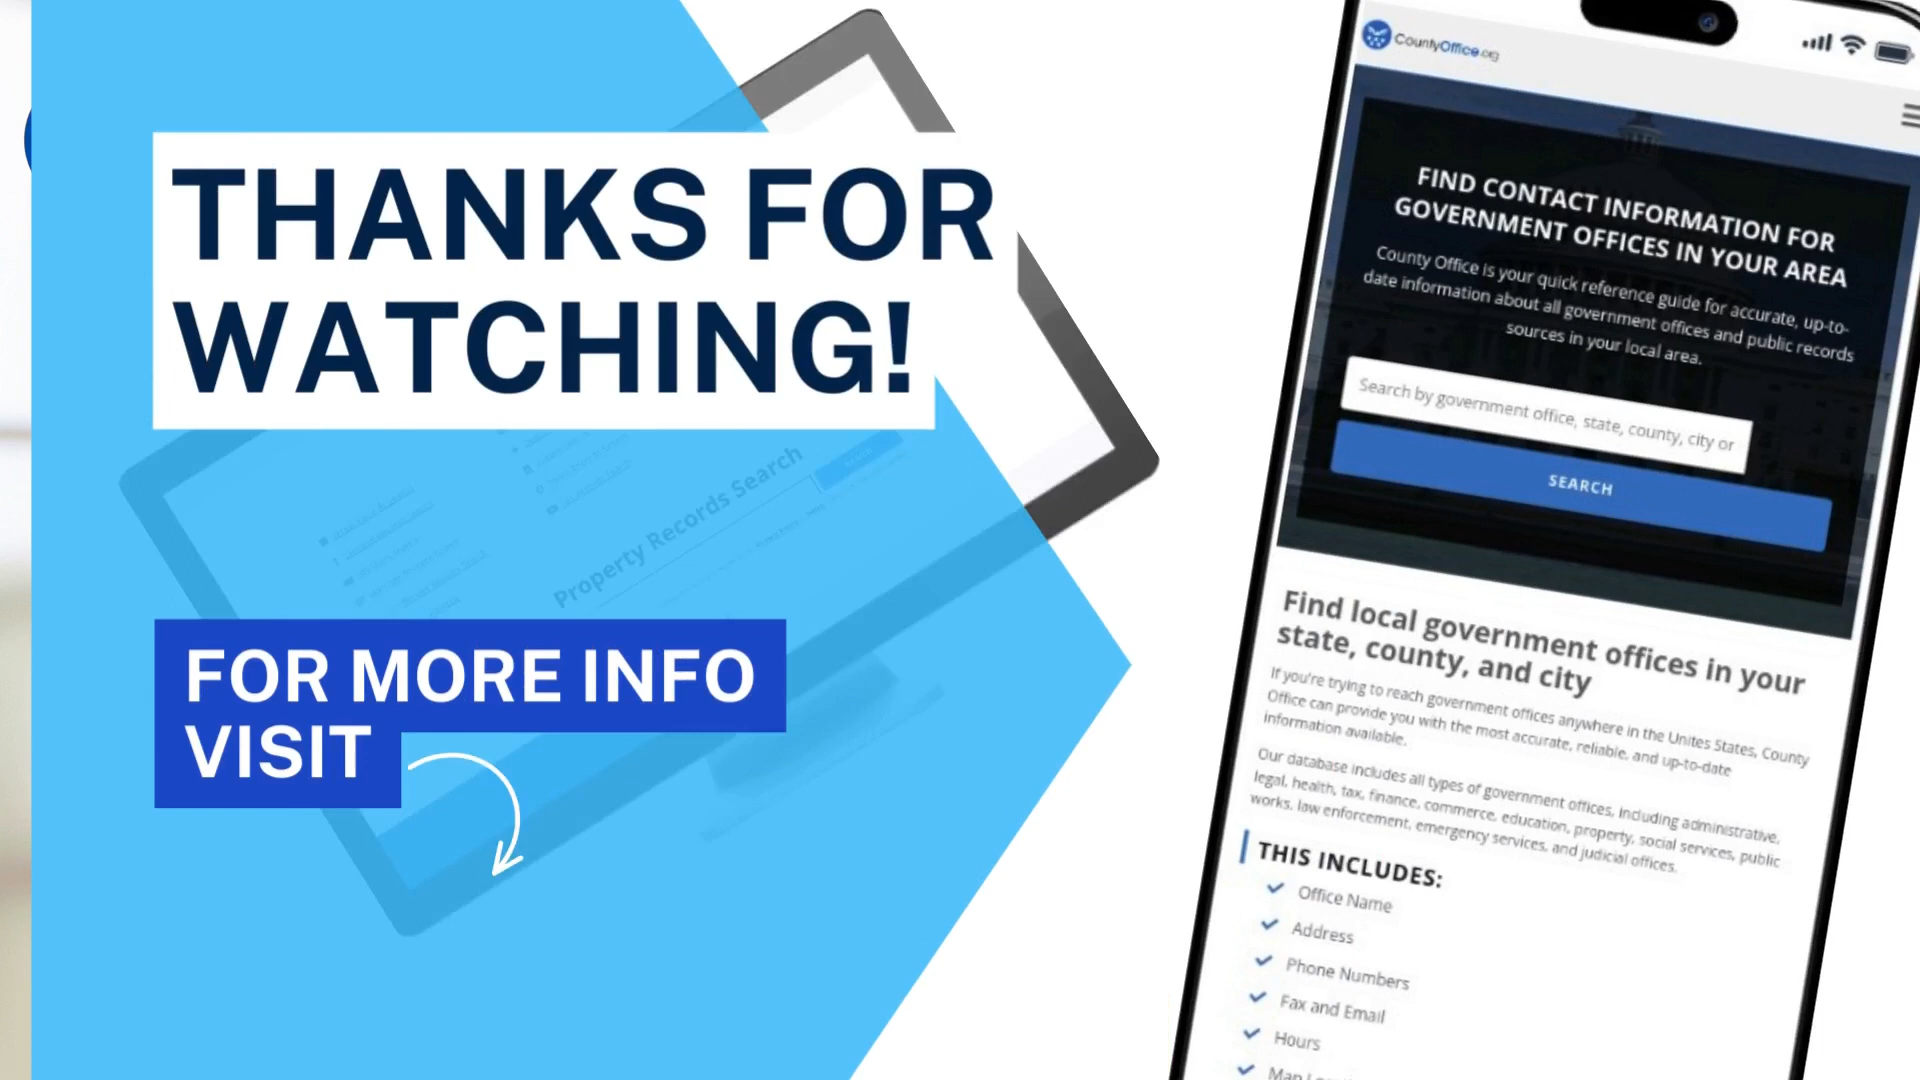 THANKS FOR
WATCHING!
Property Records Search
FOR MORE INFO
VISIT
CountyOffice.org
FIND CONTACT INFORMATION FOR
GOVERNMENT OFFICES IN YOUR AREA
County Office is your quick reference guide for accurate, up-to-
date information about all government offices and public records
sources in your local area.
Search by government office, state, county, city or
SEARCH
Find local government offices in your
state, county, and city
If you're trying to reach government offices anywhere in the Unites States, County
Office can provide you with the most accurate, reliable, and up-to-date
information available.
Our database includes all types of government offices, including administrative,
legal, health, tax, finance, commerce, education, property, social services, public
works, law enforcement, emergency services, and judicial offices.
THIS INCLUDES:
Office Name
Address
Phone Numbers
Fax and Email
Hours
Map